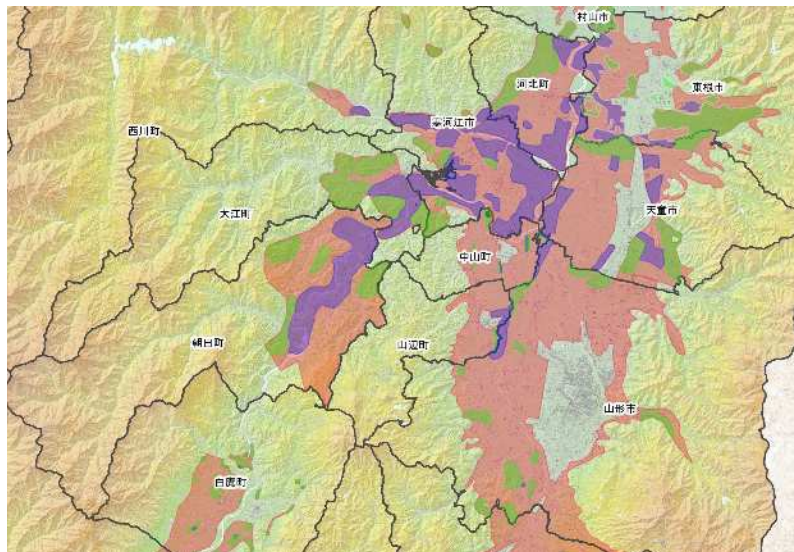 村山市
河北町
東根市
寒河江市
西川町
大江町
天童市
中山町
朝日町
山辺町
山形市
白鷹町